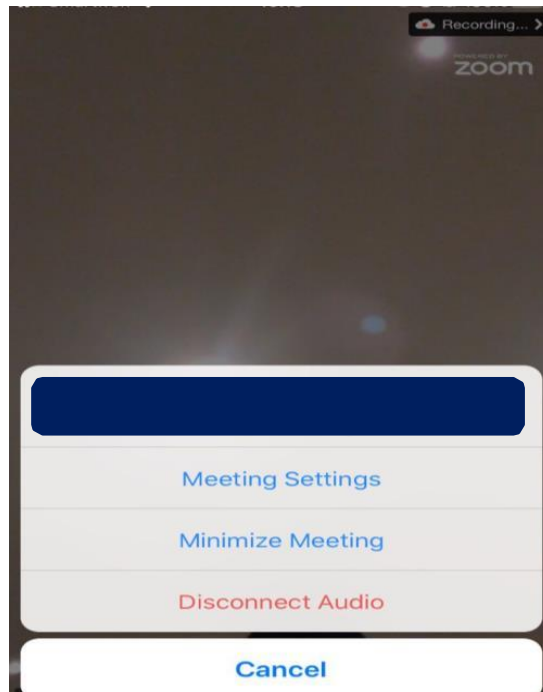 Recording...
POWERED BY
zoom
Meeting Settings
Minimize Meeting
Disconnect Audio
Cancel